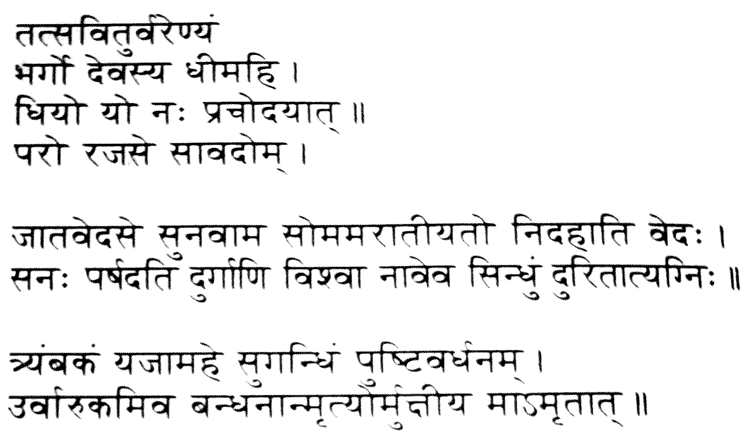 तत्सवितुर्वरेण्यं
भर्गो देवस्य धीमहि ।
धियो यो नः प्रचोदयात् ॥
परो रजसे सावदोम् ।
जातवेदसे सुनवाम सोममरातीयतो निदहाति वेदः ।
सनः पर्षदति दुर्गाणि विश्वा नावेव सिन्धुं दुरितात्यग्निः ॥
त्र्यंबकं यजामहे सुगन्धिं पुष्टिवर्धनम् ।
उर्वारुकमिव बन्धनान्मृत्योर्मुक्षीय माऽमृतात् ॥